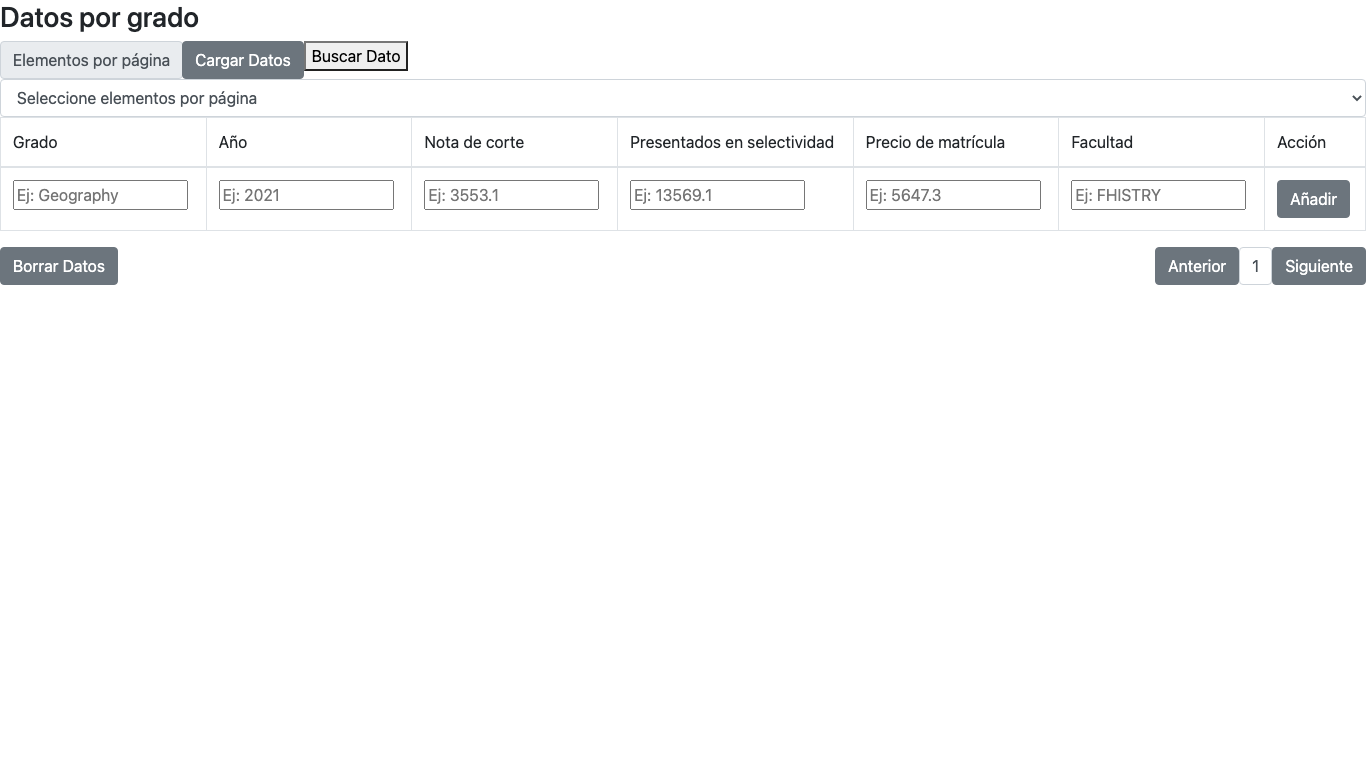 Datos por grado
Elementos por página Cargar Datos Buscar Dato
Seleccione elementos por página
Grado Año Nota de corte Presentados en selectividad Precio de matrícula Facultad Acción
Ej: Geography Ej: 2021 Ej: 3553.1 Ej: 13569.1 Ej: 5647.3 Ej: FHISTRY Añadir
Borrar Datos Anterior 1 Siguiente